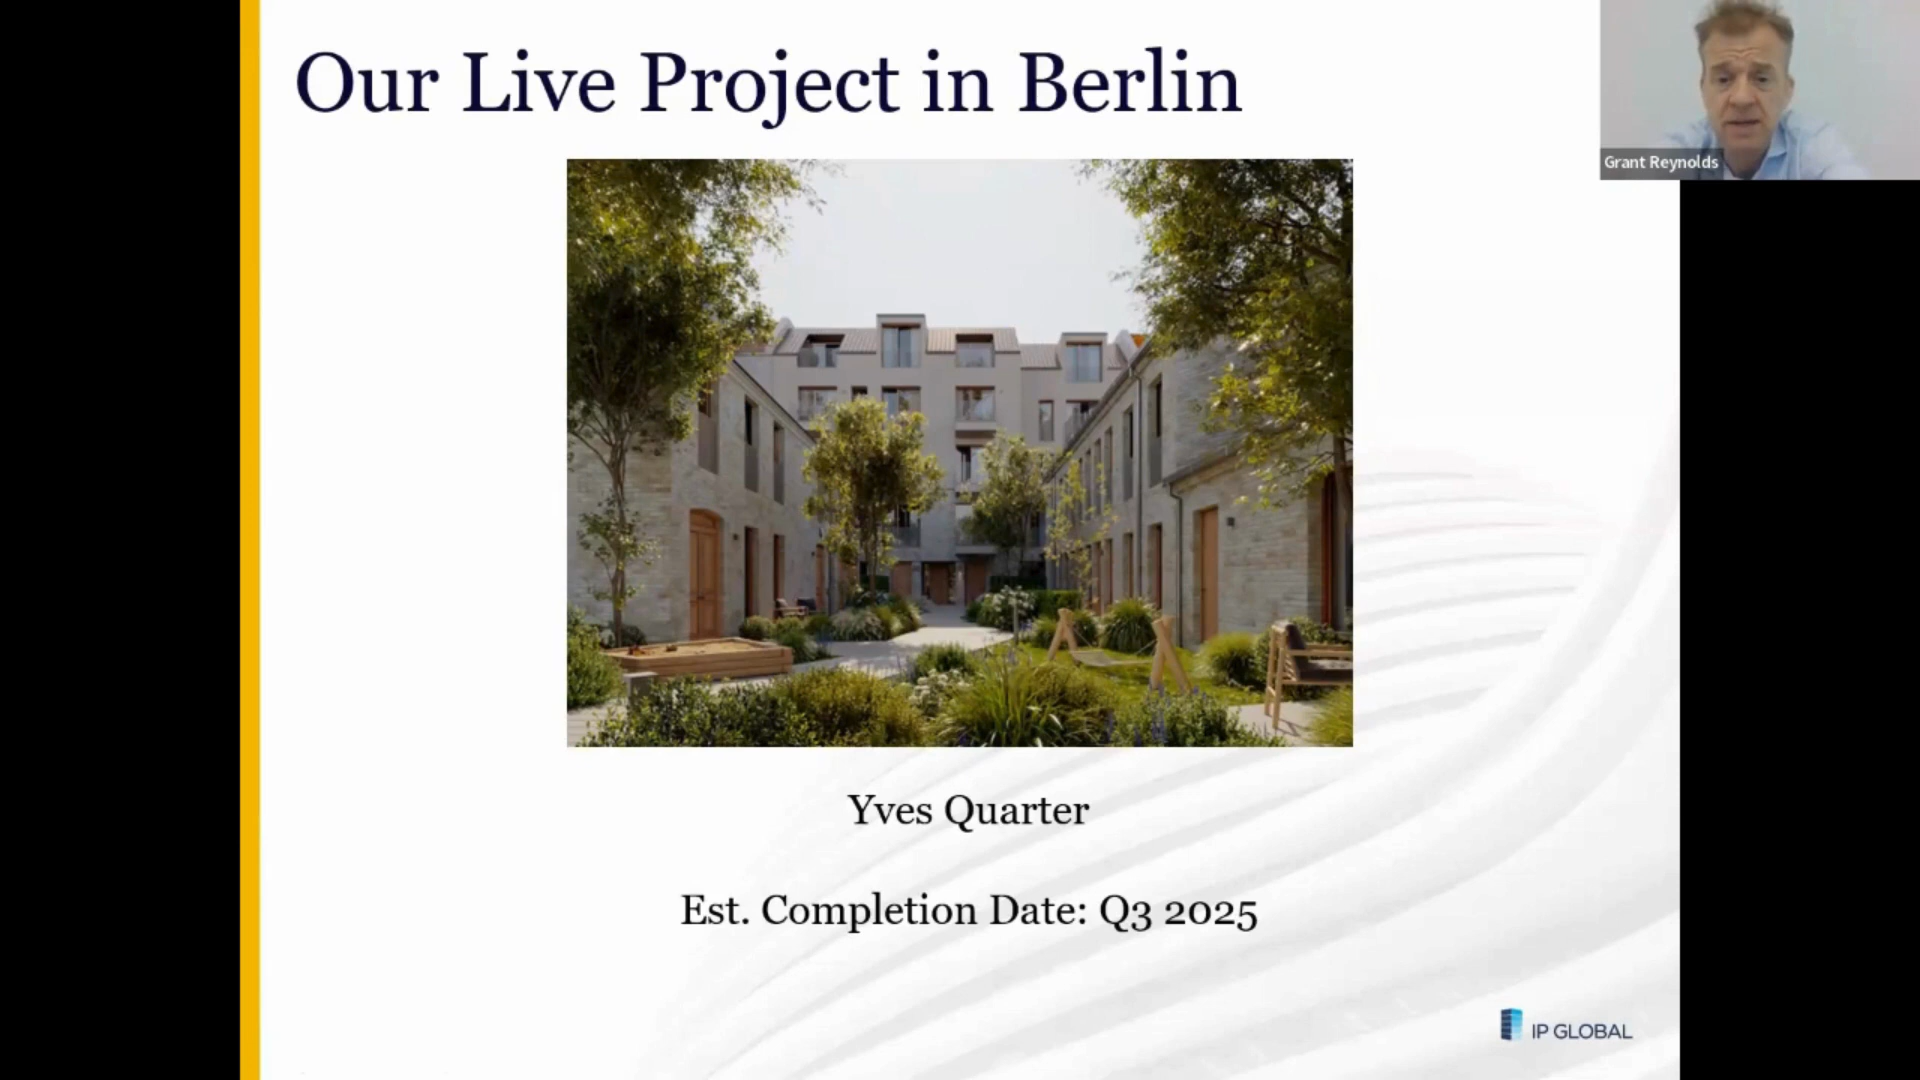 Our Live Project in Berlin
Grant Reynolds
Yves Quarter
Est. Completion Date: Q3 2025
IP GLOBAL